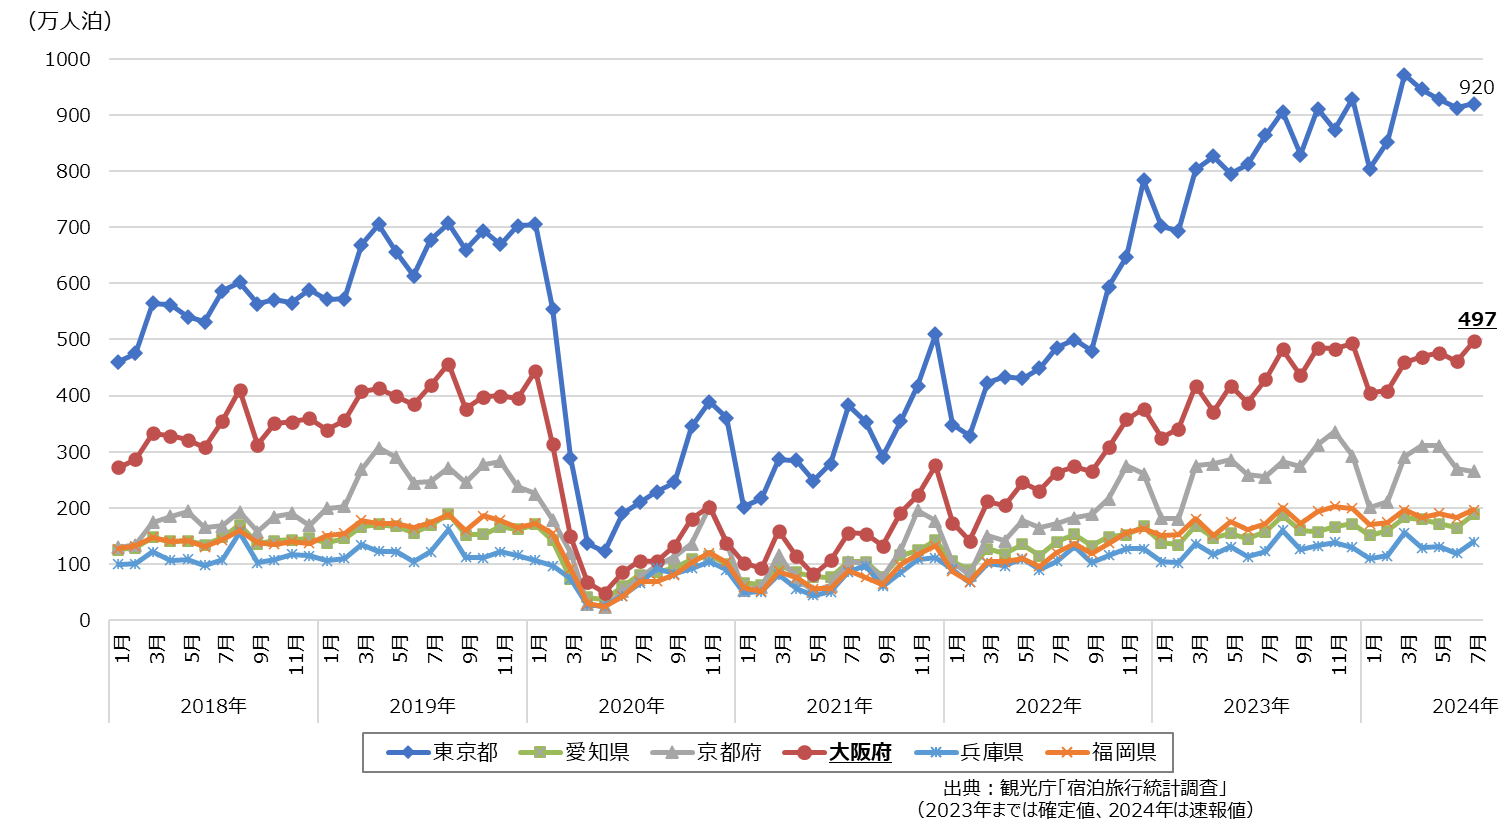 （万人泊）
1000
900
800
700
600
500
400
300
200
100
0
920
497
1月 3月 5月 7月 9月 11月 1月 3月 5月 7月 9月 11月 1月 3月 5月 7月 9月 11月 1月 3月 5月 7月 9月 11月 1月 3月 5月 7月 9月 11月 1月 3月 5月 7月 9月 11月 1月 3月 5月 7月
2018年 2019年 2020年 2021年 2022年 2023年 2024年
東京都 愛知県 京都府 大阪府 兵庫県 福岡県
出典：観光庁「宿泊旅行統計調査」
（2023年までは確定値、2024年は速報値）